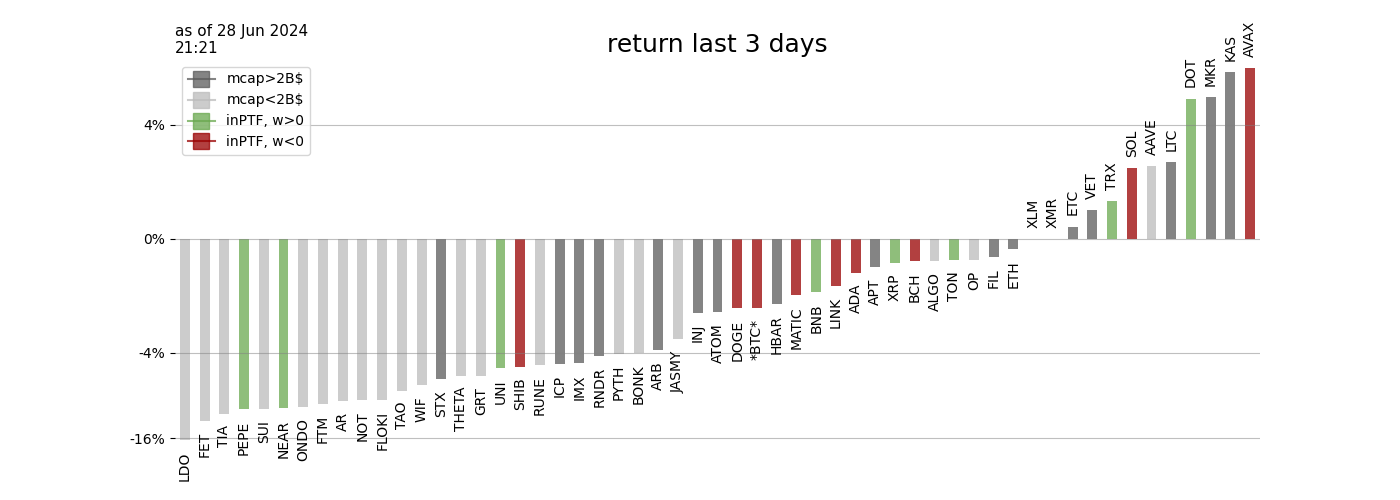 as of 28 Jun 2024
21:21
return last 3 days
mcap>2B$
mcap<2B$
inPTF, w>0
inPTF, w<0
4%
0%
-4%
-16%
LDO
FET
TIA
PEPE
SUI
NEAR
ONDO
FTM
AR
NOT
FLOKI
TAO
WIF
STX
THETA
GRT
UNI
SHIB
RUNE
ICP
IMX
RNDR
PYTH
BONK
ARB
JASMY
INJ
ATOM
DOGE
*BTC*
HBAR
MATIC
BNB
LINK
ADA
APT
XRP
BCH
ALGO
TON
OP
FIL
ETH
XLM
XMR
ETC
VET
TRX
SOL
AAVE
LTC
DOT
MKR
KAS
AVAX